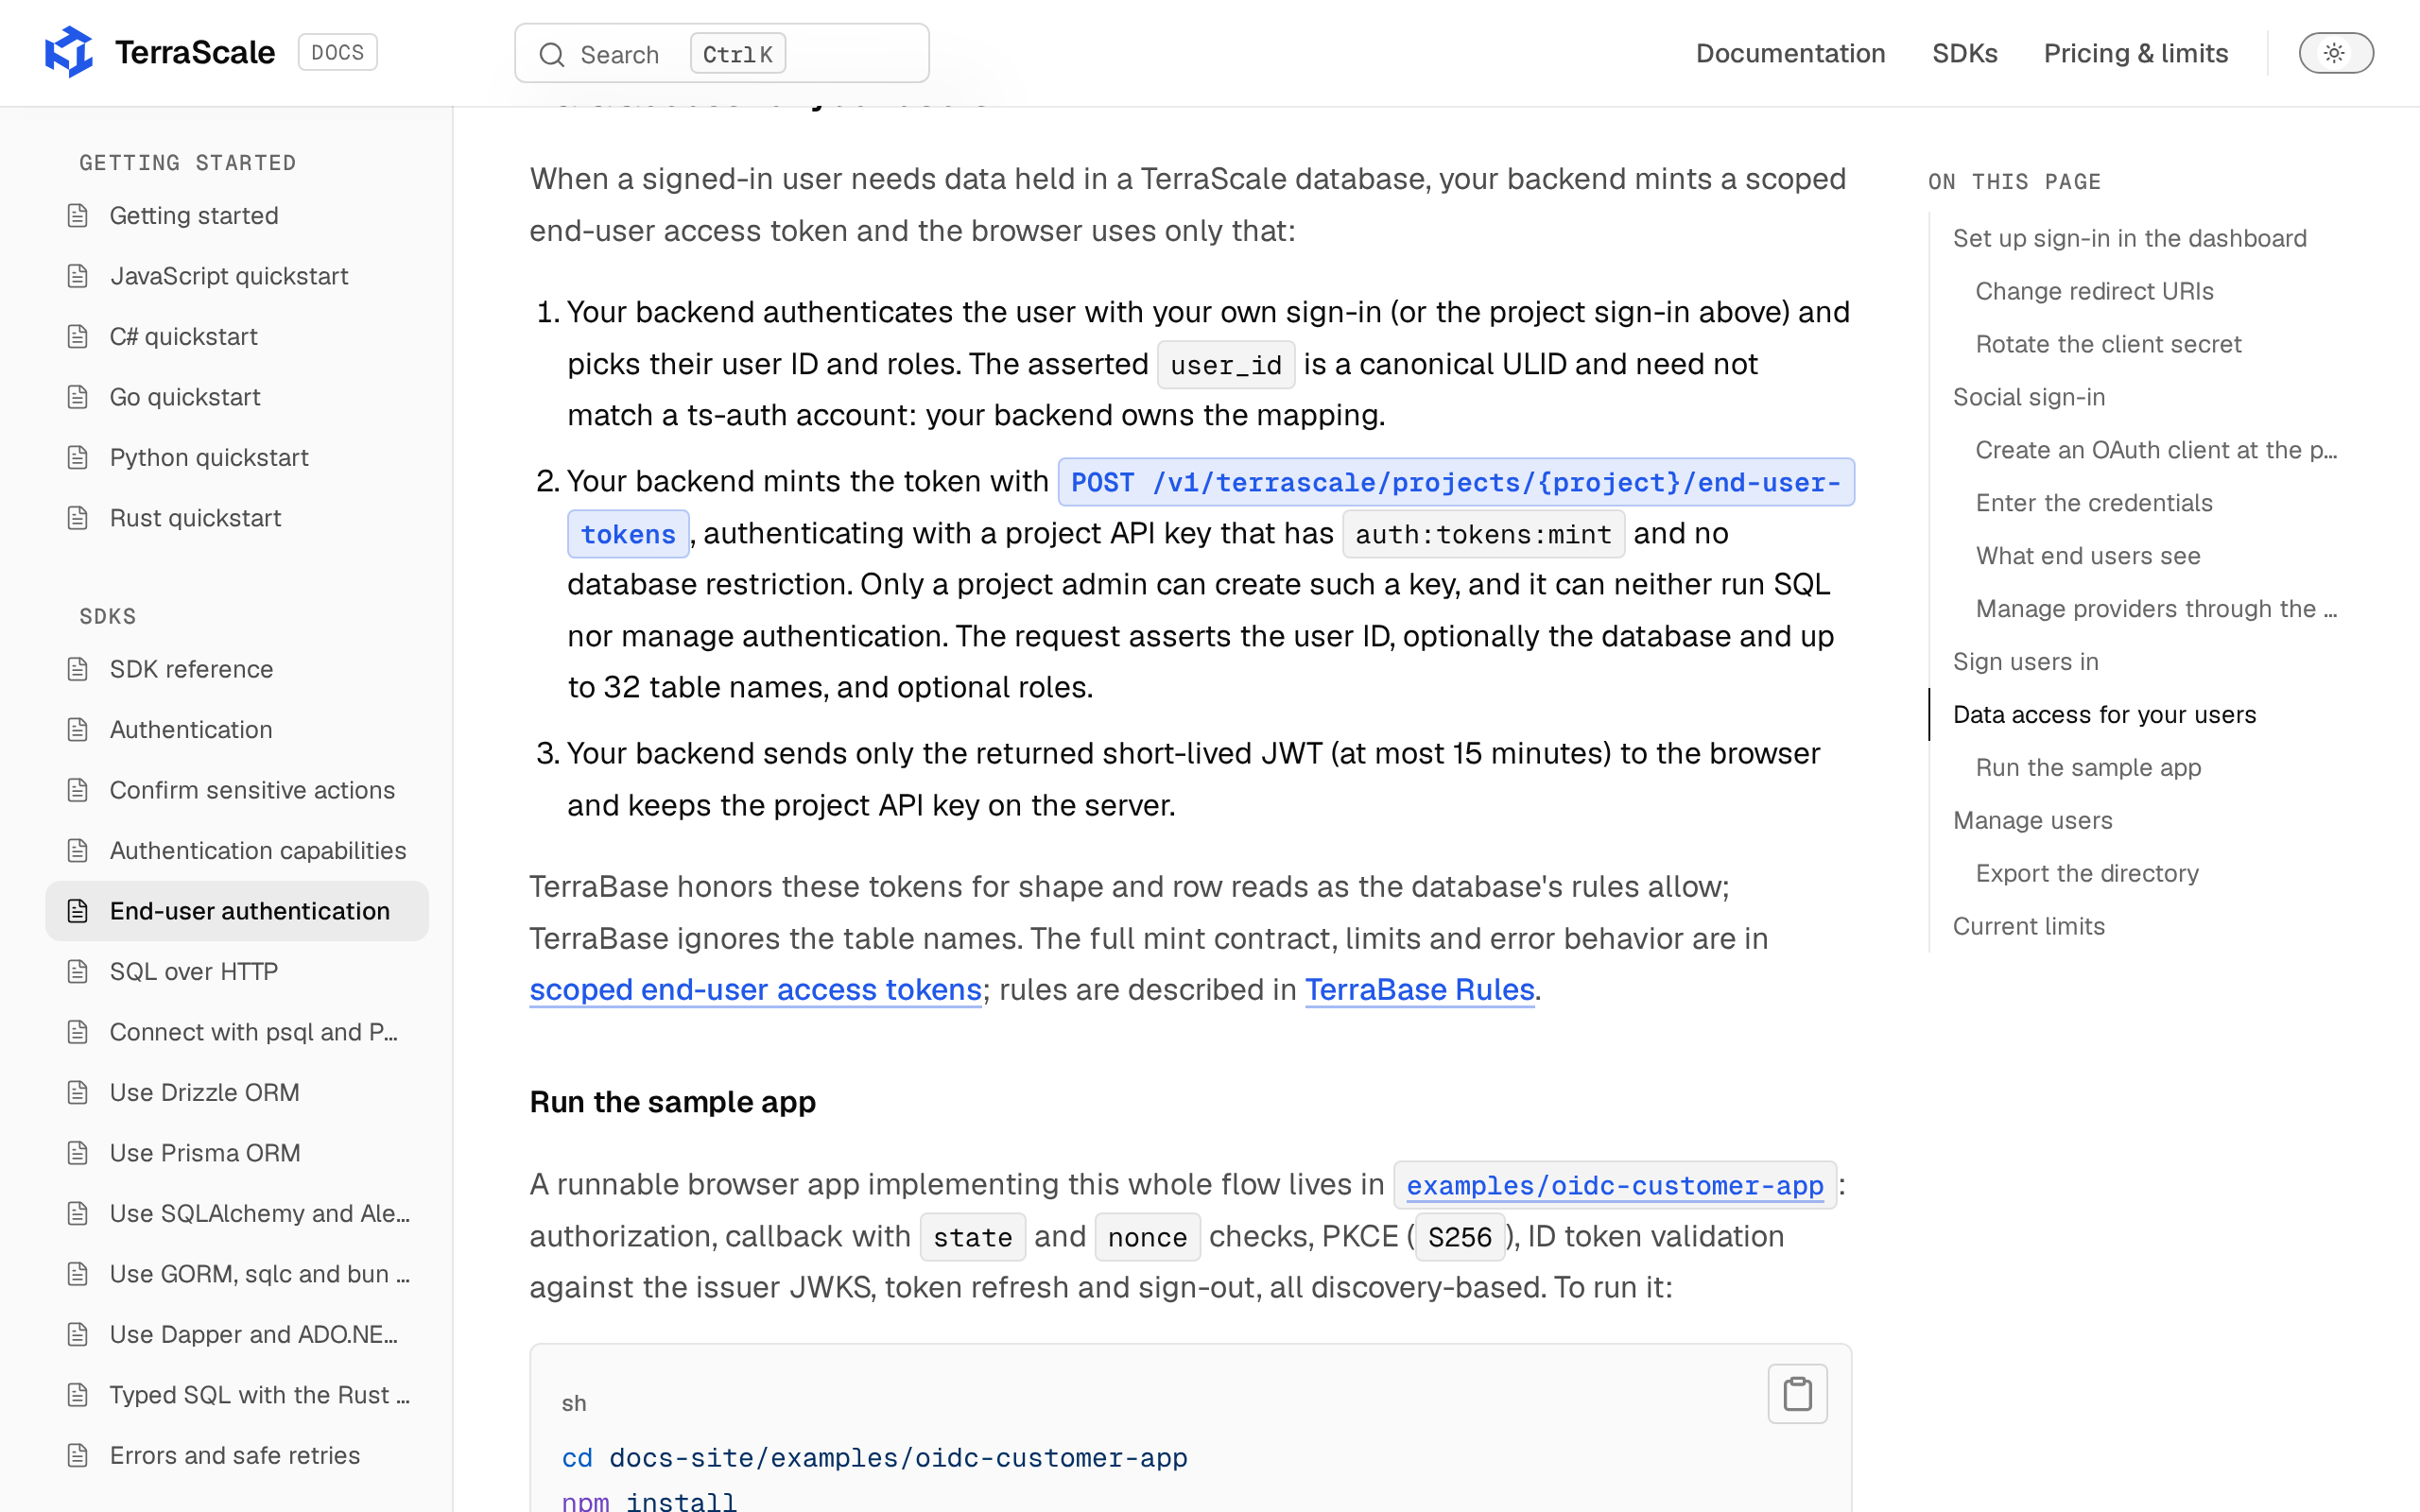 TerraScale
DOCS
Search
Ctrl K
Documentation
SDKs
Pricing & limits
GETTING STARTED
Getting started
JavaScript quickstart
C# quickstart
Go quickstart
Python quickstart
Rust quickstart
SDKS
SDK reference
Authentication
Confirm sensitive actions
Authentication capabilities
End-user authentication
SQL over HTTP
Connect with psql and P...
Use Drizzle ORM
Use Prisma ORM
Use SQLAlchemy and Ale...
Use GORM, sqlc and bun ...
Use Dapper and ADO.NE...
Typed SQL with the Rust ...
Errors and safe retries
When a signed-in user needs data held in a TerraScale database, your backend mints a scoped
end-user access token and the browser uses only that:
1. Your backend authenticates the user with your own sign-in (or the project sign-in above) and
picks their user ID and roles. The asserted user_id is a canonical ULID and need not
match a ts-auth account: your backend owns the mapping.
2. Your backend mints the token with POST /v1/terrascale/projects/{project}/end-user-
tokens, authenticating with a project API key that has auth:tokens:mint and no
database restriction. Only a project admin can create such a key, and it can neither run SQL
nor manage authentication. The request asserts the user ID, optionally the database and up
to 32 table names, and optional roles.
3. Your backend sends only the returned short-lived JWT (at most 15 minutes) to the browser
and keeps the project API key on the server.
TerraBase honors these tokens for shape and row reads as the database's rules allow;
TerraBase ignores the table names. The full mint contract, limits and error behavior are in
scoped end-user access tokens; rules are described in TerraBase Rules.
Run the sample app
A runnable browser app implementing this whole flow lives in examples/oidc-customer-app:
authorization, callback with state and nonce checks, PKCE (S256), ID token validation
against the issuer JWKS, token refresh and sign-out, all discovery-based. To run it:
sh
cd docs-site/examples/oidc-customer-app
npm install
ON THIS PAGE
Set up sign-in in the dashboard
Change redirect URIs
Rotate the client secret
Social sign-in
Create an OAuth client at the p...
Enter the credentials
What end users see
Manage providers through the ...
Sign users in
Data access for your users
Run the sample app
Manage users
Export the directory
Current limits